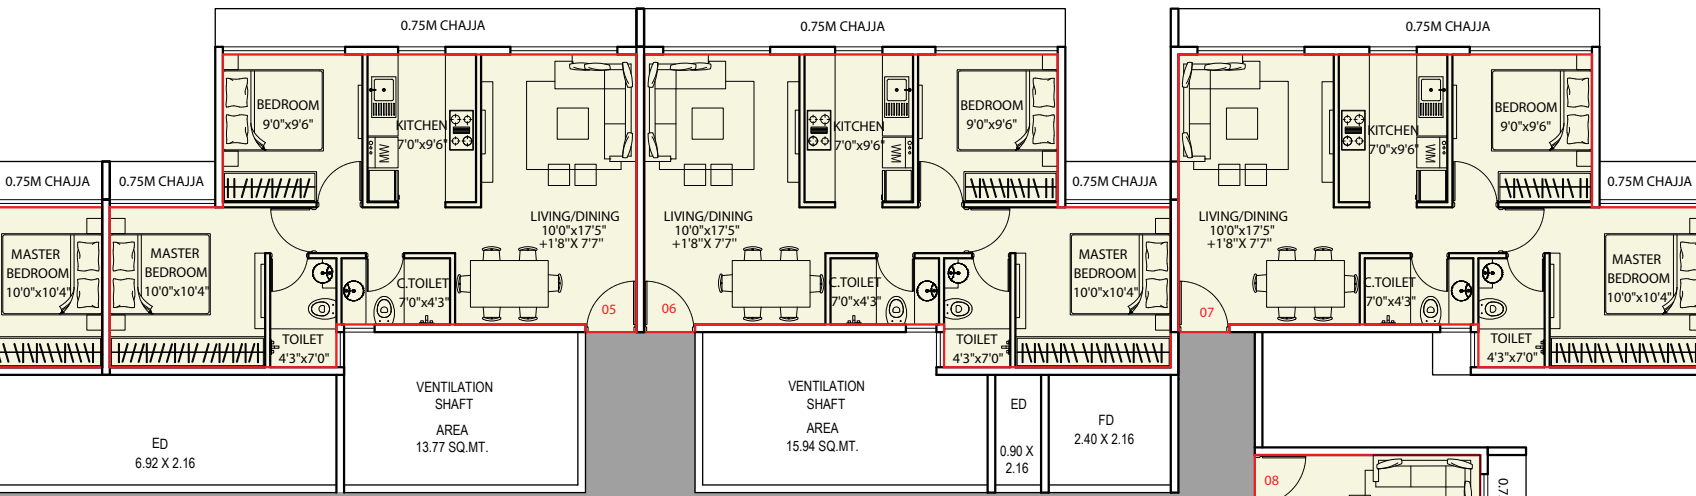 0.75M CHAJJA
0.75M CHAJJA
0.75M CHAJJA
BEDROOM
9'0"x9'6"
KITCHEN
7'0"x9'6"
WM
KITCHEN
7'0"x9'6"
WM
BEDROOM
9'0"x9'6"
KITCHEN
7'0"x9'6"
WM
BEDROOM
9'0"x9'6"
0.75M CHAJJA
0.75M CHAJJA
0.75M CHAJJA
0.75M CHAJJA
LIVING/DINING
10'0"x17'5"
+1'8"X 7'7"
LIVING/DINING
10'0"x17'5"
+1'8"X 7'7"
LIVING/DINING
10'0"x17'5"
+1'8"X 7'7"
MASTER
BEDROOM
10'0"x10'4"
MASTER
BEDROOM
10'0"x10'4"
C.TOILET
7'0"x4'3"
C.TOILET
7'0"x4'3"
MASTER
BEDROOM
10'0"x10'4"
C.TOILET
7'0"x4'3"
MASTER
BEDROOM
10'0"x10'4"
05
06
07
TOILET
4'3"x7'0"
TOILET
4'3"x7'0"
TOILET
4'3"x7'0"
VENTILATION
SHAFT
AREA
13.77 SQ.MT.
VENTILATION
SHAFT
AREA
15.94 SQ.MT.
ED
6.92 X 2.16
ED
0.90 X
2.16
FD
2.40 X 2.16
08